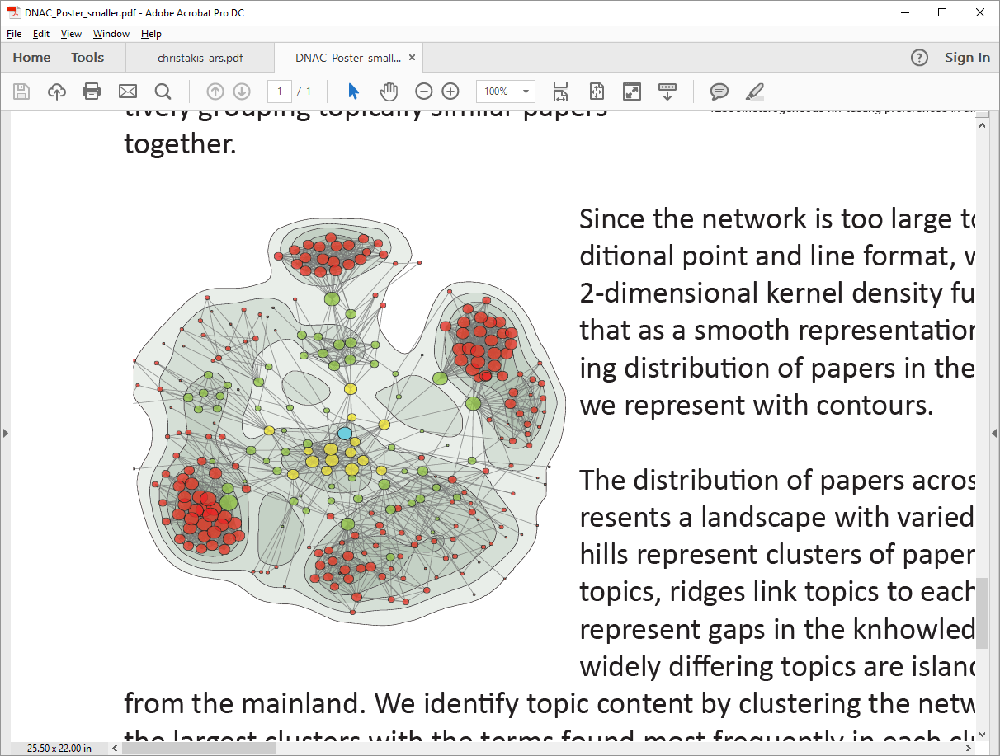 DNAC_Poster_smaller.pdf - Adobe Acrobat Pro DC
File Edit View Window Help
Home Tools christakis_ars.pdf DNAC_Poster_small... × ? Sign In
1 / 1 100%
tively grouping topically similar papers
together.
Since the network is too large to
ditional point and line format, w
2-dimensional kernel density fu
that as a smooth representation
ing distribution of papers in the
we represent with contours.
The distribution of papers acros
resents a landscape with varied
hills represent clusters of paper
topics, ridges link topics to each
represent gaps in the knhowled
widely differing topics are islan
from the mainland. We identify topic content by clustering the netw
the largest clusters with the terms found most frequently in each cl
25.50 x 22.00 in